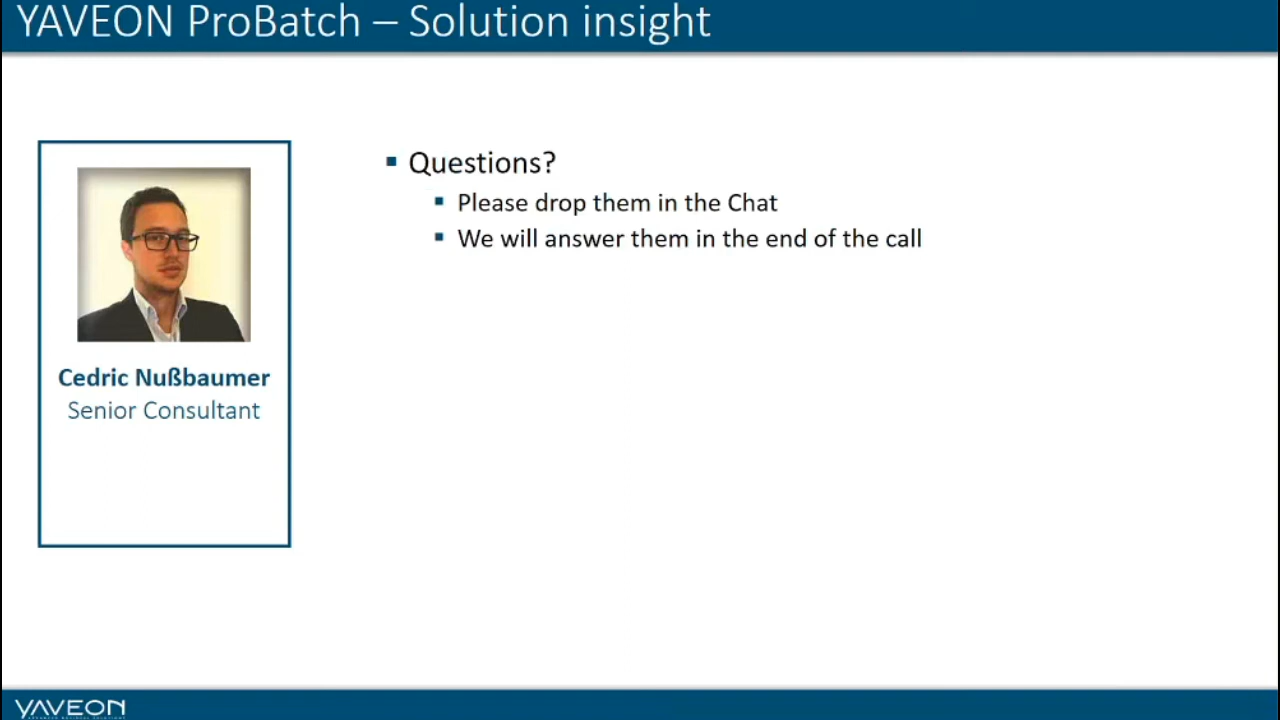 YAVEON ProBatch – Solution insight
Questions?
Please drop them in the Chat
We will answer them in the end of the call
Cedric Nußbaumer
Senior Consultant
YAVEON